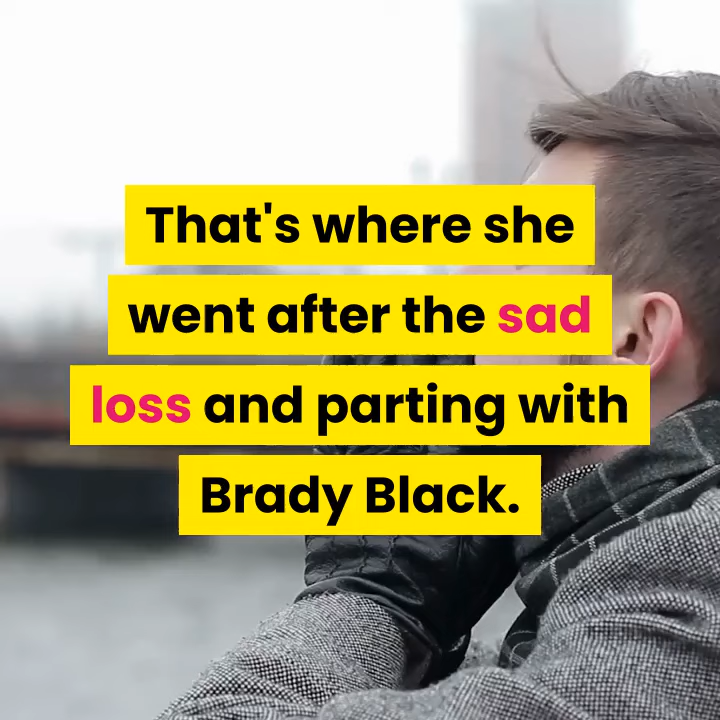 That's where she
went after the sad
loss and parting with
Brady Black.